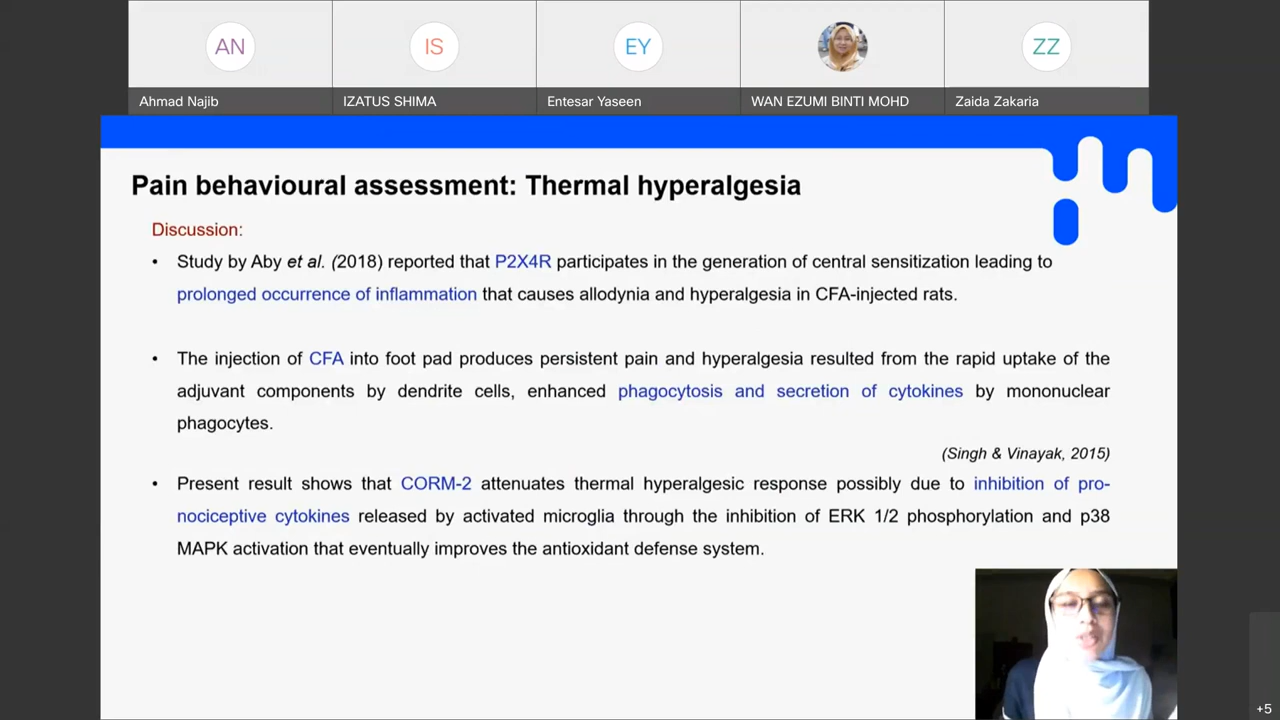 AN
IS
EY
ZZ
Ahmad Najib
IZATUS SHIMA
Entesar Yaseen
WAN EZUMI BINTI MOHD
Zaida Zakaria
Pain behavioural assessment: Thermal hyperalgesia
Discussion:
• Study by Aby et al. (2018) reported that P2X4R participates in the generation of central sensitization leading to
prolonged occurrence of inflammation that causes allodynia and hyperalgesia in CFA-injected rats.
• The injection of CFA into foot pad produces persistent pain and hyperalgesia resulted from the rapid uptake of the
adjuvant components by dendrite cells, enhanced phagocytosis and secretion of cytokines by mononuclear
phagocytes.
(Singh & Vinayak, 2015)
• Present result shows that CORM-2 attenuates thermal hyperalgesic response possibly due to inhibition of pro-
nociceptive cytokines released by activated microglia through the inhibition of ERK 1/2 phosphorylation and p38
MAPK activation that eventually improves the antioxidant defense system.
+5